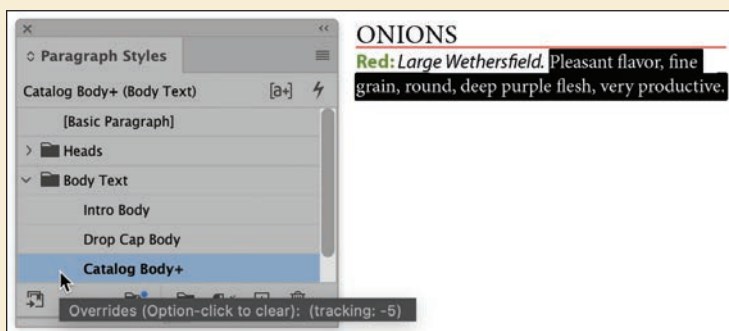 Paragraph Styles
Catalog Body+ (Body Text)
[a+]
[Basic Paragraph]
Heads
Body Text
Intro Body
Drop Cap Body
Catalog Body+
Overrides (Option-click to clear): (tracking: -5)
ONIONS
Red: Large Wethersfield. Pleasant flavor, fine
grain, round, deep purple flesh, very productive.